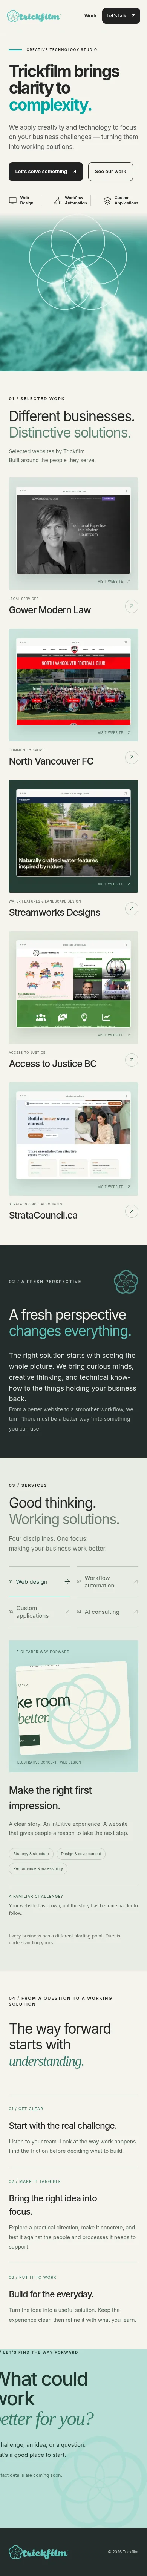 trickfilm
Work
Let's talk
CREATIVE TECHNOLOGY STUDIO
Trickfilm brings
clarity to
complexity.
We apply creativity and technology to focus
on your business challenges — turning them
into working solutions.
Let's solve something
See our work
Web
Design
Workflow
Automation
Custom
Applications
01 / SELECTED WORK
Different businesses.
Distinctive solutions.
Selected websites by Trickfilm.
Built around the people they serve.
VISIT WEBSITE
LEGAL SERVICES
Gower Modern Law
NORTH VANCOUVER FOOTBALL CLUB
VISIT WEBSITE
COMMUNITY SPORT
North Vancouver FC
Naturally crafted water features
inspired by nature.
VISIT WEBSITE
WATER FEATURES & LANDSCAPE DESIGN
Streamworks Designs
VISIT WEBSITE
ACCESS TO JUSTICE
Access to Justice BC
Build a better strata
council.
VISIT WEBSITE
STRATA COUNCIL RESOURCES
StrataCouncil.ca
02 / A FRESH PERSPECTIVE
A fresh perspective
changes everything.
The right solution starts with seeing the
whole picture. We bring curious minds,
creative thinking, and technical know-
how to the things holding your business
back.
From a better website to a smoother workflow, we
turn "there must be a better way" into something
you can use.
03 / SERVICES
Good thinking.
Working solutions.
Four disciplines. One focus:
making your business work better.
01 Web design
02 Workflow
automation
03 Custom
applications
04 AI consulting
A CLEARER WAY FORWARD
ke room
better.
ILLUSTRATIVE CONCEPT · WEB DESIGN
Make the right first
impression.
A clear story. An intuitive experience. A website
that gives people a reason to take the next step.
Strategy & structure
Design & development
Performance & accessibility
A FAMILIAR CHALLENGE?
Your website has grown, but the story has become harder to
follow.
Every business has a different starting point. Ours is
understanding yours.
04 / FROM A QUESTION TO A WORKING
SOLUTION
The way forward
starts with
understanding.
01 / GET CLEAR
Start with the real challenge.
Listen to your team. Look at the way work happens.
Find the friction before deciding what to build.
02 / MAKE IT TANGIBLE
Bring the right idea into
focus.
Explore a practical direction, make it concrete, and
test it against the people and processes it needs to
support.
03 / PUT IT TO WORK
Build for the everyday.
Turn the idea into a useful solution. Keep the
experience clear, then refine it with what you learn.
/ LET'S FIND THE WAY FORWARD
What could
work
better for you?
challenge, an idea, or a question.
at's a good place to start.
tact details are coming soon.
trickfilm
© 2026 Trickfilm